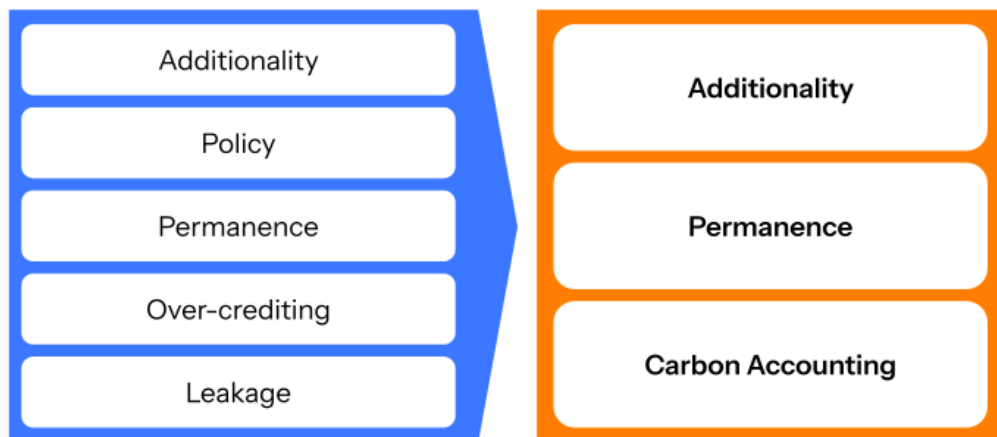 Additionality
Policy
Permanence
Over-crediting
Leakage
Additionality
Permanence
Carbon Accounting